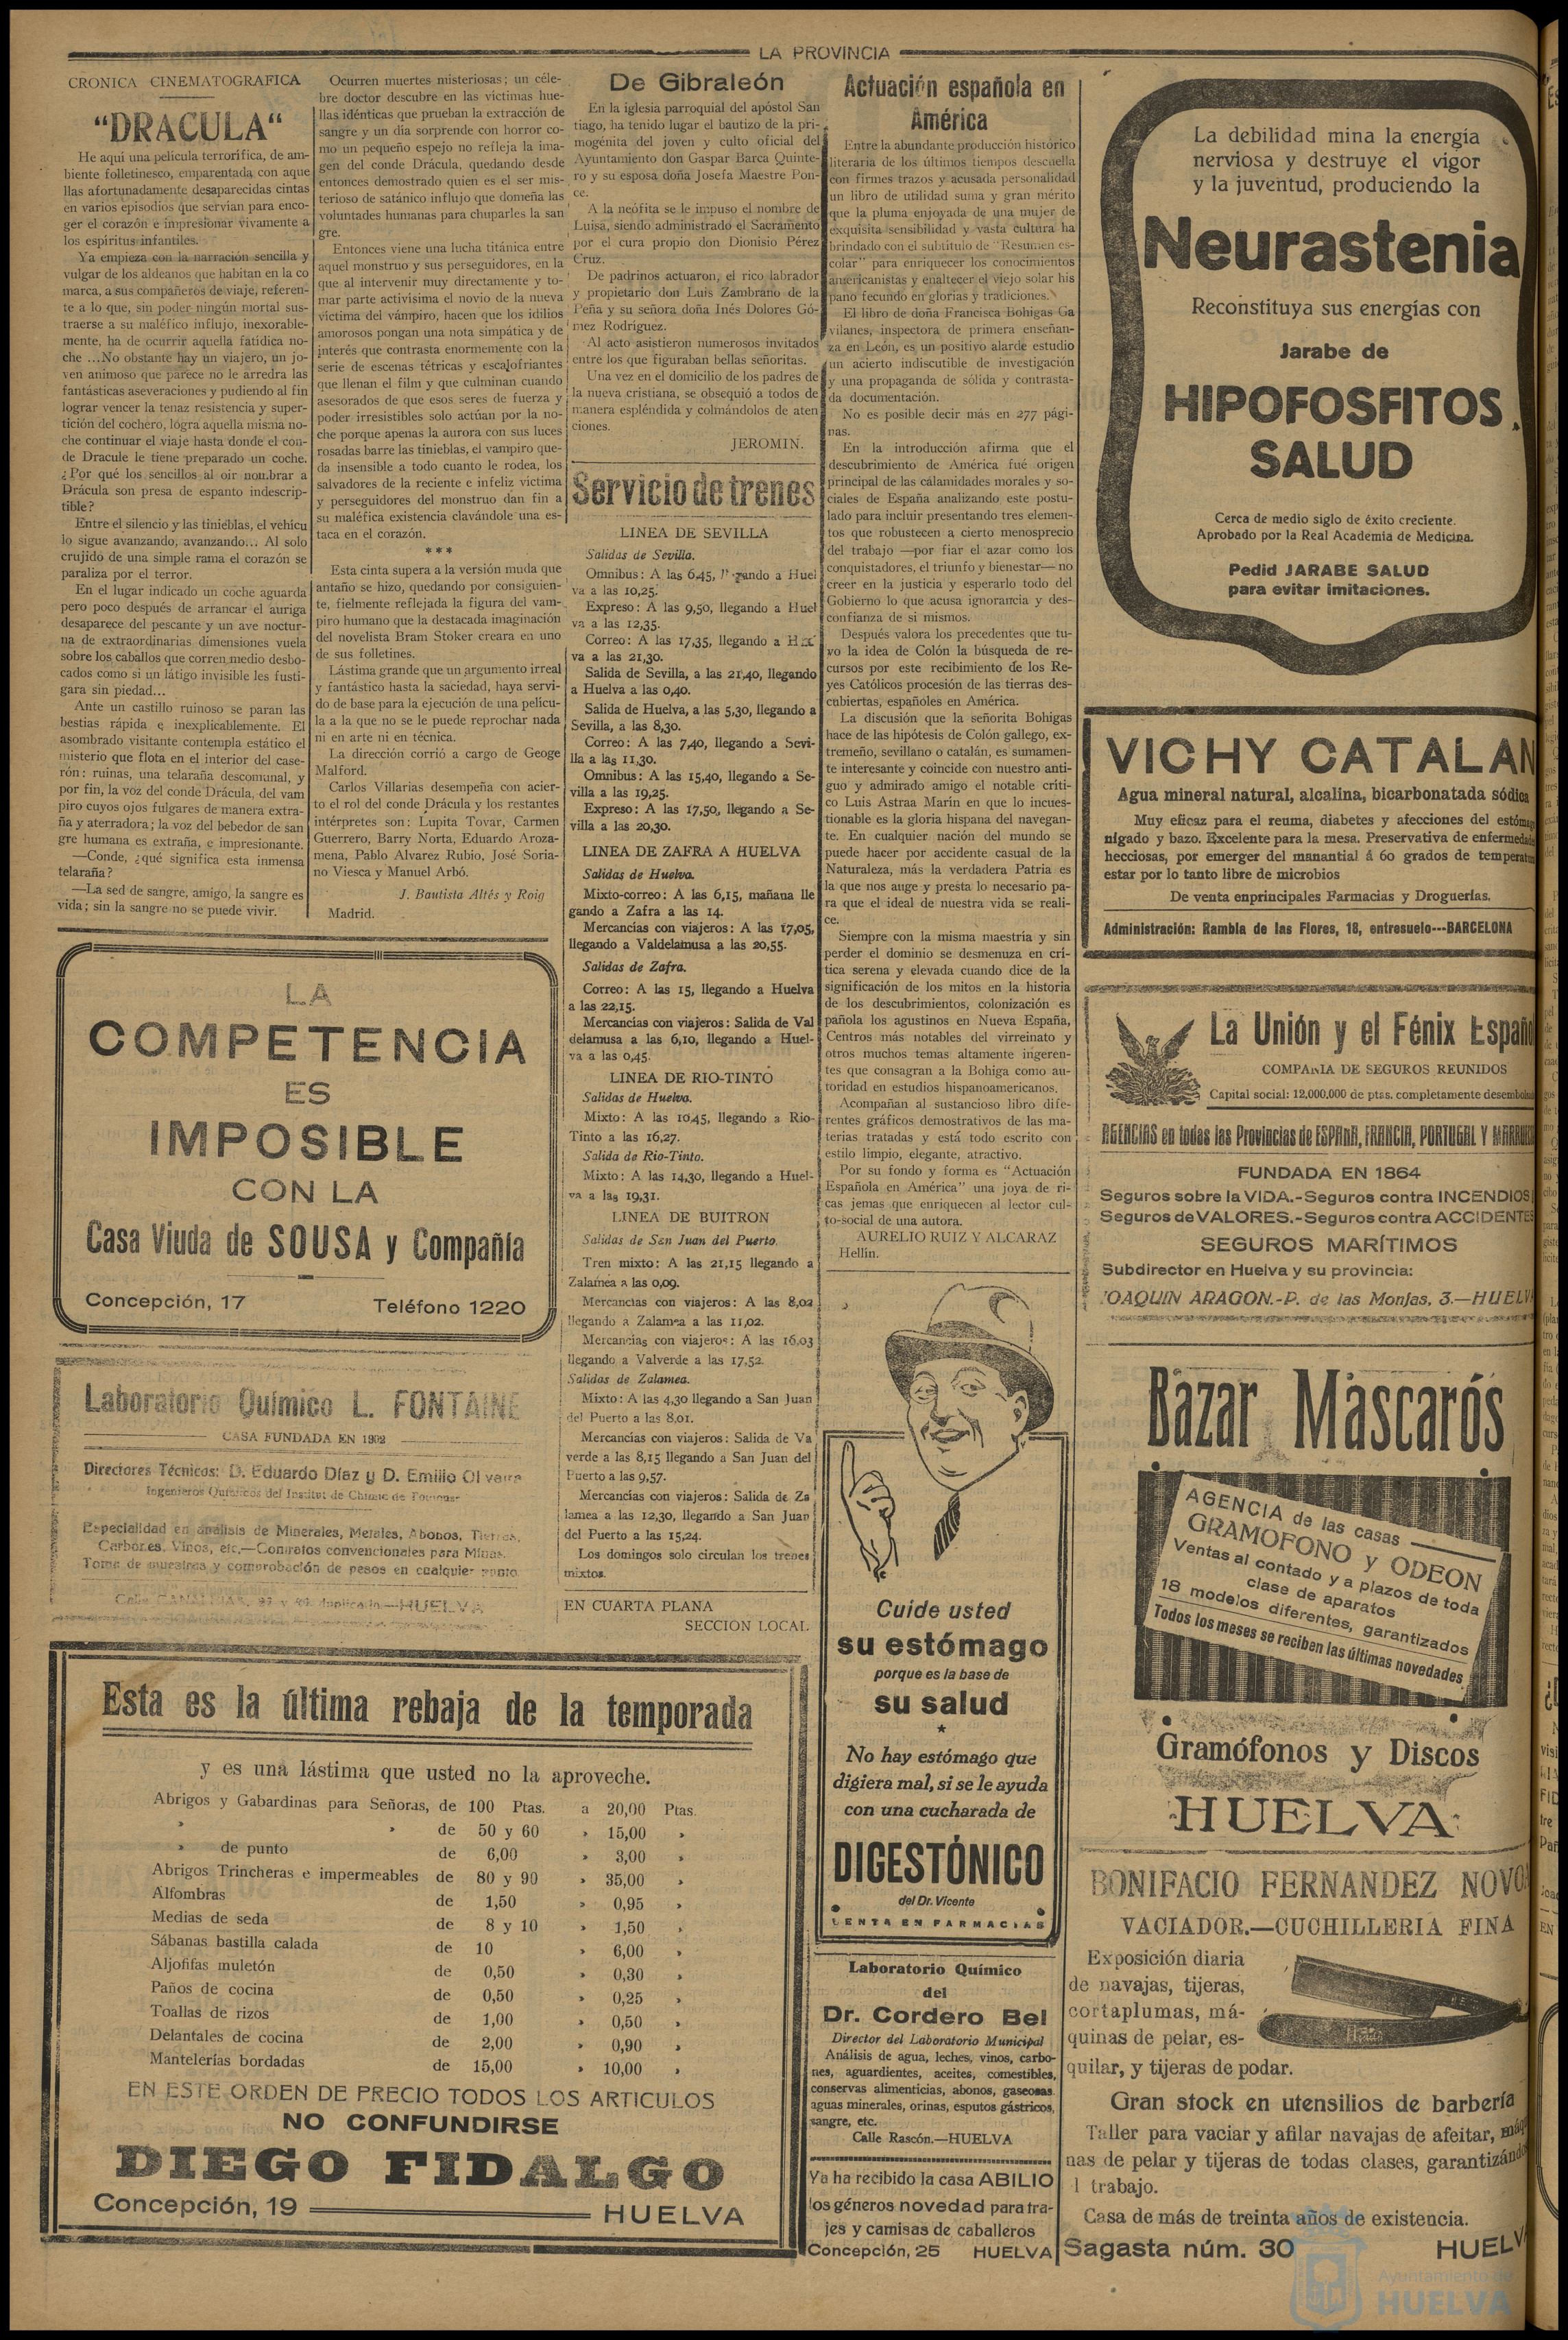 LA PROVINCIA
CRONICA CINEMATOGRAFICA
"DRACULA"
He aquí una película terrorífica, de am-
biente folletinesco, emparentada con aque
llas afortunadamente desaparecidas cintas
en varios episodios que servían para enco-
ger el corazón e impresionar vivamente a
los espíritus infantiles.
Ya empieza con la narración sencilla y
vulgar de los aldeanos que habitan en la co
marca, a sus compañeros de viaje, referen-
te a lo que, sin poder ningún mortal sus-
traerse a su maléfico influjo, inexorable-
mente, ha de ocurrir aquella fatídica no-
che ...No obstante hay un viajero, un jo-
ven animoso que parece no le arredra las
fantásticas aseveraciones y pudiendo al fin
lograr vencer la tenaz resistencia y super-
tición del cochero, lógra aquella misma no-
che continuar el viaje hasta donde el con-
de Dracule le tiene preparado un coche.
¿Por qué los sencillos al oir nombrar a
Drácula son presa de espanto indescrip-
tible?
Entre el silencio y las tinieblas, el vehícu
lo sigue avanzando, avanzando... Al solo
crujido de una simple rama el corazón se
paraliza por el terror.
En el lugar indicado un coche aguarda
pero poco después de arrancar el auriga
desaparece del pescante y un ave noctur-
na de extraordinarias dimensiones vuela
sobre los caballos que corren medio desbo-
cados como si un látigo invisible les fusti-
gara sin piedad...
Ante un castillo ruinoso se paran las
bestias rápida e inexplicablemente. El
asombrado visitante contempla estático el
misterio que flota en el interior del case-
rón: ruinas, una telaraña descomunal, y
por fin, la voz del conde Drácula, del vam
piro cuyos ojos fulgares de manera extra-
ña y aterradora; la voz del bebedor de san
gre humana es extraña, e impresionante.
—Conde, ¿qué significa esta inmensa
telaraña?
—La sed de sangre, amigo, la sangre es
vida; sin la sangre no se puede vivir.
Ocurren muertes misteriosas; un céle-
bre doctor descubre en las víctimas hue-
llas idénticas que prueban la extracción de
sangre y un día sorprende con horror co-
mo un pequeño espejo no refleja la ima-
gen del conde Drácula, quedando desde
entonces demostrado quien es el ser mis-
terioso de satánico influjo que domeña las
voluntades humanas para chuparles la san
gre.
Entonces viene una lucha titánica entre
aquel monstruo y sus perseguidores, en la
que al intervenir muy directamente y to-
mar parte activísima el novio de la nueva
víctima del vámpiro, hacen que los idilios
amorosos pongan una nota simpática y de
interés que contrasta enormemente con la
serie de escenas tétricas y escalofriantes
que llenan el film y que culminan cuando
asesorados de que esos seres de fuerza y
poder irresistibles solo actúan por la no-
che porque apenas la aurora con sus luces
rosadas barre las tinieblas, el vampiro que-
da insensible a todo cuanto le rodea, los
salvadores de la reciente e infeliz víctima
y perseguidores del monstruo dan fin a
su maléfica existencia clavándole una es-
taca en el corazón.
***
Esta cinta supera a la versión muda que
antaño se hizo, quedando por consiguien-
te, fielmente reflejada la figura del vam-
piro humano que la destacada imaginación
del novelista Bram Stoker creara en uno
de sus folletines.
Lástima grande que un argumento irreal
y fantástico hasta la saciedad, haya servi-
do de base para la ejecución de una pelicu-
la a la que no se le puede reprochar nada
ni en arte ni en técnica.
La dirección corrió a cargo de Geoge
Malford.
Carlos Villarias desempeña con acier-
to el rol del conde Drácula y los restantes
intérpretes son: Lupita Tovar, Carmen
Guerrero, Barry Norta, Eduardo Aroza-
mena, Pablo Alvarez Rubio, José Soria-
no Viesca y Manuel Arbó.
J. Bautista Altés y Roig
Madrid.
LA
COMPETENCIA
ES
IMPOSIBLE
CON LA
Casa Viuda de SOUSA y Compañía
Concepción, 17 Teléfono 1220
Laboratorio Químico L. FONTAINE
CASA FUNDADA EN 1902
Directores Técnicos: D. Eduardo Díaz y D. Emilio
Ingenieros Químicos del Institut de Chimie de
Especialidad en análisis de Minerales, Metales, Abonos, Tierras,
Carbones, Vinos, etc.—Contratos convencionales para Minas.
Toma de muestras y comprobación de pesos en cualquier punto
Calle y duplicado—HUELVA
Esta es la última rebaja de la temporada
y es una lástima que usted no la aproveche.
Abrigos y Gabardinas para Señoras, de 100 Ptas. a 20,00 Ptas.
» » de 50 y 60 » 15,00 »
» de punto de 6,00 » 3,00 »
Abrigos Trincheras e impermeables de 80 y 90 » 35,00 »
Alfombras de 1,50 » 0,95 »
Medias de seda de 8 y 10 » 1,50 »
Sábanas bastilla calada de 10 » 6,00 »
Aljofifas muletón de 0,50 » 0,30 »
Paños de cocina de 0,50 » 0,25 »
Toallas de rizos de 1,00 » 0,50 »
Delantales de cocina de 2,00 » 0,90 »
Mantelerías bordadas de 15,00 » 10,00 »
EN ESTE ORDEN DE PRECIO TODOS LOS ARTICULOS
NO CONFUNDIRSE
DIEGO FIDALGO
Concepción, 19 HUELVA
De Gibraleón
En la iglesia parroquial del apóstol San
tiago, ha tenido lugar el bautizo de la pri-
mogénita del joven y culto oficial del
Ayuntamiento don Gaspar Barca Quinte-
ro y su esposa doña Josefa Maestre Pon-
ce.
A la neófita se le impuso el nombre de
Luisa, siendo administrado el Sacramento
por el cura propio don Dionisio Pérez
Cruz.
De padrinos actuaron, el rico labrador
y propietario don Luis Zambrano de la
Peña y su señora doña Inés Dolores Gó-
mez Rodríguez.
Al acto asistieron numerosos invitados
entre los que figuraban bellas señoritas.
Una vez en el domicilio de los padres de
la nueva cristiana, se obsequió a todos de
manera espléndida y colmándolos de aten
ciones.
JEROMIN.
Servicio de trenes
LINEA DE SEVILLA
Salidas de Sevilla.
Omnibus: A las 6,45, gando a Huel
va a las 10,25.
Expreso: A las 9,50, llegando a Huel
va a las 12,35.
Correo: A las 17,35, llegando a
va a las 21,30.
Salida de Sevilla, a las 21,40, llegando
a Huelva a las 0,40.
Salida de Huelva, a las 5,30, llegando a
Sevilla, a las 8,30.
Correo: A las 7,40, llegando a Sevi-
lla a las 11,30.
Omnibus: A las 15,40, llegando a Se-
villa a las 19,25.
Expreso: A las 17,50, llegando a Se-
villa a las 20,30.
LINEA DE ZAFRA A HUELVA
Salidas de Huelva.
Mixto-correo: A las 6,15, mañana lle
gando a Zafra a las 14.
Mercancías con viajeros: A las 17,05,
llegando a Valdelamusa a las 20,55.
Salidas de Zafra.
Correo: A las 15, llegando a Huelva
a las 22,15.
Mercancías con viajeros: Salida de Val
delamusa a las 6,10, llegando a Huel-
va a las 0,45.
LINEA DE RIO-TINTO
Salidas de Huelva.
Mixto: A las 10,45, llegando a Rio-
Tinto a las 16,27.
Salida de Rio-Tinto.
Mixto: A las 14,30, llegando a Huel-
va a las 19,31.
LINEA DE BUITRON
Salidas de San Juan del Puerto.
Tren mixto: A las 21,15 llegando a
Zalamea a las 0,09.
Mercancías con viajeros: A las 8,02
llegando a Zalamea a las 11,02.
Mercancías con viajeros: A las 16,03
llegando a Valverde a las 17,52.
Salidas de Zalamea.
Mixto: A las 4,30 llegando a San Juan
del Puerto a las 8,01.
Mercancías con viajeros: Salida de Va
verde a las 8,15 llegando a San Juan del
Puerto a las 9,57.
Mercancías con viajeros: Salida de Za
lamea a las 12,30, llegando a San Juan
del Puerto a las 15,24.
Los domingos solo circulan los trenes
mixtos.
EN CUARTA PLANA
SECCION LOCAL
Actuación española en
América
Entre la abundante producción histórico
literaria de los últimos tiempos descuella
con firmes trazos y acusada personalidad
un libro de utilidad suma y gran mérito
que la pluma enjoyada de una mujer de
exquisita sensibilidad y vasta cultura ha
brindado con el subtítulo de "Resumen es-
colar" para enriquecer los conocimientos
americanistas y enaltecer el viejo solar his
pano fecundo en glorias y tradiciones.
El libro de doña Francisca Bohigas Ga
vilanes, inspectora de primera enseñan-
za en León, es un positivo alarde estudio
un acierto indiscutible de investigación
y una propaganda de sólida y contrasta-
da documentación.
No es posible decir más en 277 pági-
nas.
En la introducción afirma que el
descubrimiento de América fué origen
principal de las calamidades morales y so-
ciales de España analizando este postu-
lado para incluir presentando tres elemen-
tos que robustecen a cierto menosprecio
del trabajo —por fiar el azar como los
conquistadores, el triunfo y bienestar— no
creer en la justicia y esperarlo todo del
Gobierno lo que acusa ignorancia y des-
confianza de si mismos.
Después valora los precedentes que tu-
vo la idea de Colón la búsqueda de re-
cursos por este recibimiento de los Re-
yes Católicos procesión de las tierras des-
cubiertas, españoles en América.
La discusión que la señorita Bohigas
hace de las hipótesis de Colón gallego, ex-
tremeño, sevillano o catalán, es sumamen-
te interesante y coincide con nuestro anti-
guo y admirado amigo el notable críti-
co Luis Astraa Marín en que lo incues-
tionable es la gloria hispana del navegan-
te. En cualquier nación del mundo se
puede hacer por accidente casual de la
Naturaleza, más la verdadera Patria es
la que nos auge y presta lo necesario pa-
ra que el ideal de nuestra vida se reali-
ce.
Siempre con la misma maestría y sin
perder el dominio se desmenuza en crí-
tica serena y elevada cuando dice de la
significación de los mitos en la historia
de los descubrimientos, colonización es
pañola los agustinos en Nueva España,
Centros más notables del virreinato y
otros muchos temas altamente ingeren-
tes que consagran a la Bohiga como au-
toridad en estudios hispanoamericanos.
Acompañan al sustancioso libro dife-
rentes gráficos demostrativos de las ma-
terias tratadas y está todo escrito con
estilo limpio, elegante, atractivo.
Por su fondo y forma es "Actuación
Española en América" una joya de ri-
cas jemas que enriquecen al lector cul-
to-social de una autora.
AURELIO RUIZ Y ALCARAZ
Hellín.
Cuide usted
su estómago
porque es la base de
su salud
*
No hay estómago que
digiera mal, si se le ayuda
con una cucharada de
DIGESTÓNICO
del Dr. Vicente
VENTA EN FARMACIAS
Laboratorio Químico
del
Dr. Cordero Bel
Director del Laboratorio Municipal
Análisis de agua, leches, vinos, carbo-
nes, aguardientes, aceites, comestibles,
conservas alimenticias, abonos, gaseosas
aguas minerales, orinas, esputos gástricos,
sangre, etc.
Calle Rascón.—HUELVA
Ya ha recibido la casa ABILIO
los géneros novedad para tra-
jes y camisas de caballeros
Concepción, 25 HUELVA
La debilidad mina la energía
nerviosa y destruye el vigor
y la juventud, produciendo la
Neurastenia
Reconstituya sus energías con
Jarabe de
HIPOFOSFITOS
SALUD
Cerca de medio siglo de éxito creciente.
Aprobado por la Real Academia de Medicina.
Pedid JARABE SALUD
para evitar imitaciones.
VICHY CATALAN
Agua mineral natural, alcalina, bicarbonatada sódica
Muy eficaz para el reuma, diabetes y afecciones del estómag
nígado y bazo. Excelente para la mesa. Preservativa de enfermedade
hecciosas, por emerger del manantial á 60 grados de temperatu
estar por lo tanto libre de microbios
De venta enprincipales Farmacias y Droguerías.
Administración: Rambla de las Flores, 18, entresuelo---BARCELONA
La Unión y el Fénix Españo
COMPAñIA DE SEGUROS REUNIDOS
Capital social: 12,000,000 de ptas. completamente desembols
AGENCIAS en todas las Provincias de ESPAÑA, FRANCIA, PORTUGAL Y MARRUEC
FUNDADA EN 1864
Seguros sobre la VIDA.-Seguros contra INCENDIOS
Seguros de VALORES.-Seguros contra ACCIDENTES
SEGUROS MARÍTIMOS
Subdirector en Huelva y su provincia:
JOAQUIN ARAGON.-P. de las Monjas, 3.—HUELV
Bazar Mascarós
AGENCIA de las casas
GRAMOFONO y ODEON
Ventas al contado y a plazos de toda
clase de aparatos
18 modelos diferentes, garantizados
Todos los meses se reciben las últimas novedades
Gramófonos y Discos
HUELVA
BONIFACIO FERNANDEZ NOVOA
VACIADOR.—CUCHILLERIA FINA
Exposición diaria
de navajas, tijeras,
cortaplumas, má-
quinas de pelar, es-
quilar, y tijeras de podar.
Gran stock en utensilios de barbería
Taller para vaciar y afilar navajas de afeitar, máqu
nas de pelar y tijeras de todas clases, garantizando
l trabajo.
Casa de más de treinta años de existencia.
Sagasta núm. 30 HUELV
Ayuntamiento de
HUELVA